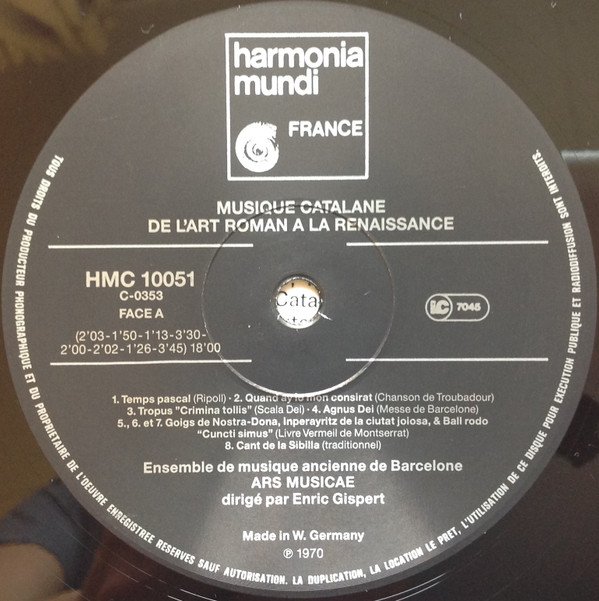 harmonia
mundi
FRANCE
MUSIQUE CATALANE
DE L'ART ROMAN A LA RENAISSANCE
HMC 10051
C-0353
FACE A
(2'03-1'50-1'13-3'30-
2'00-2'02-1'26-3'45) 18'00
LC 7045
Cata
1. Temps pascal (Ripoll) · 2. Quand ay lo mon consirat (Chanson de Troubadour)
3. Tropus "Crimina tollis" (Scala Dei) · 4. Agnus Dei (Messe de Barcelone)
5., 6. et 7. Goigs de Nostra-Dona, Inperayritz de la ciutat joiosa, & Ball rodo
"Cuncti simus" (Livre Vermeil de Montserrat)
8. Cant de la Sibilla (traditionnel)
Ensemble de musique ancienne de Barcelone
ARS MUSICAE
dirigé par Enric Gispert
Made in W. Germany
℗ 1970
TOUS DROITS DU PRODUCTEUR PHONOGRAPHIQUE ET DU PROPRIETAIRE DE L'OEUVRE ENREGISTREE RESERVES SAUF AUTORISATION. LA DUPLICATION, LA LOCATION LE PRET, L'UTILISATION DE CE DISQUE POUR EXECUTION PUBLIQUE ET RADIODIFFUSION SONT INTERDITS.